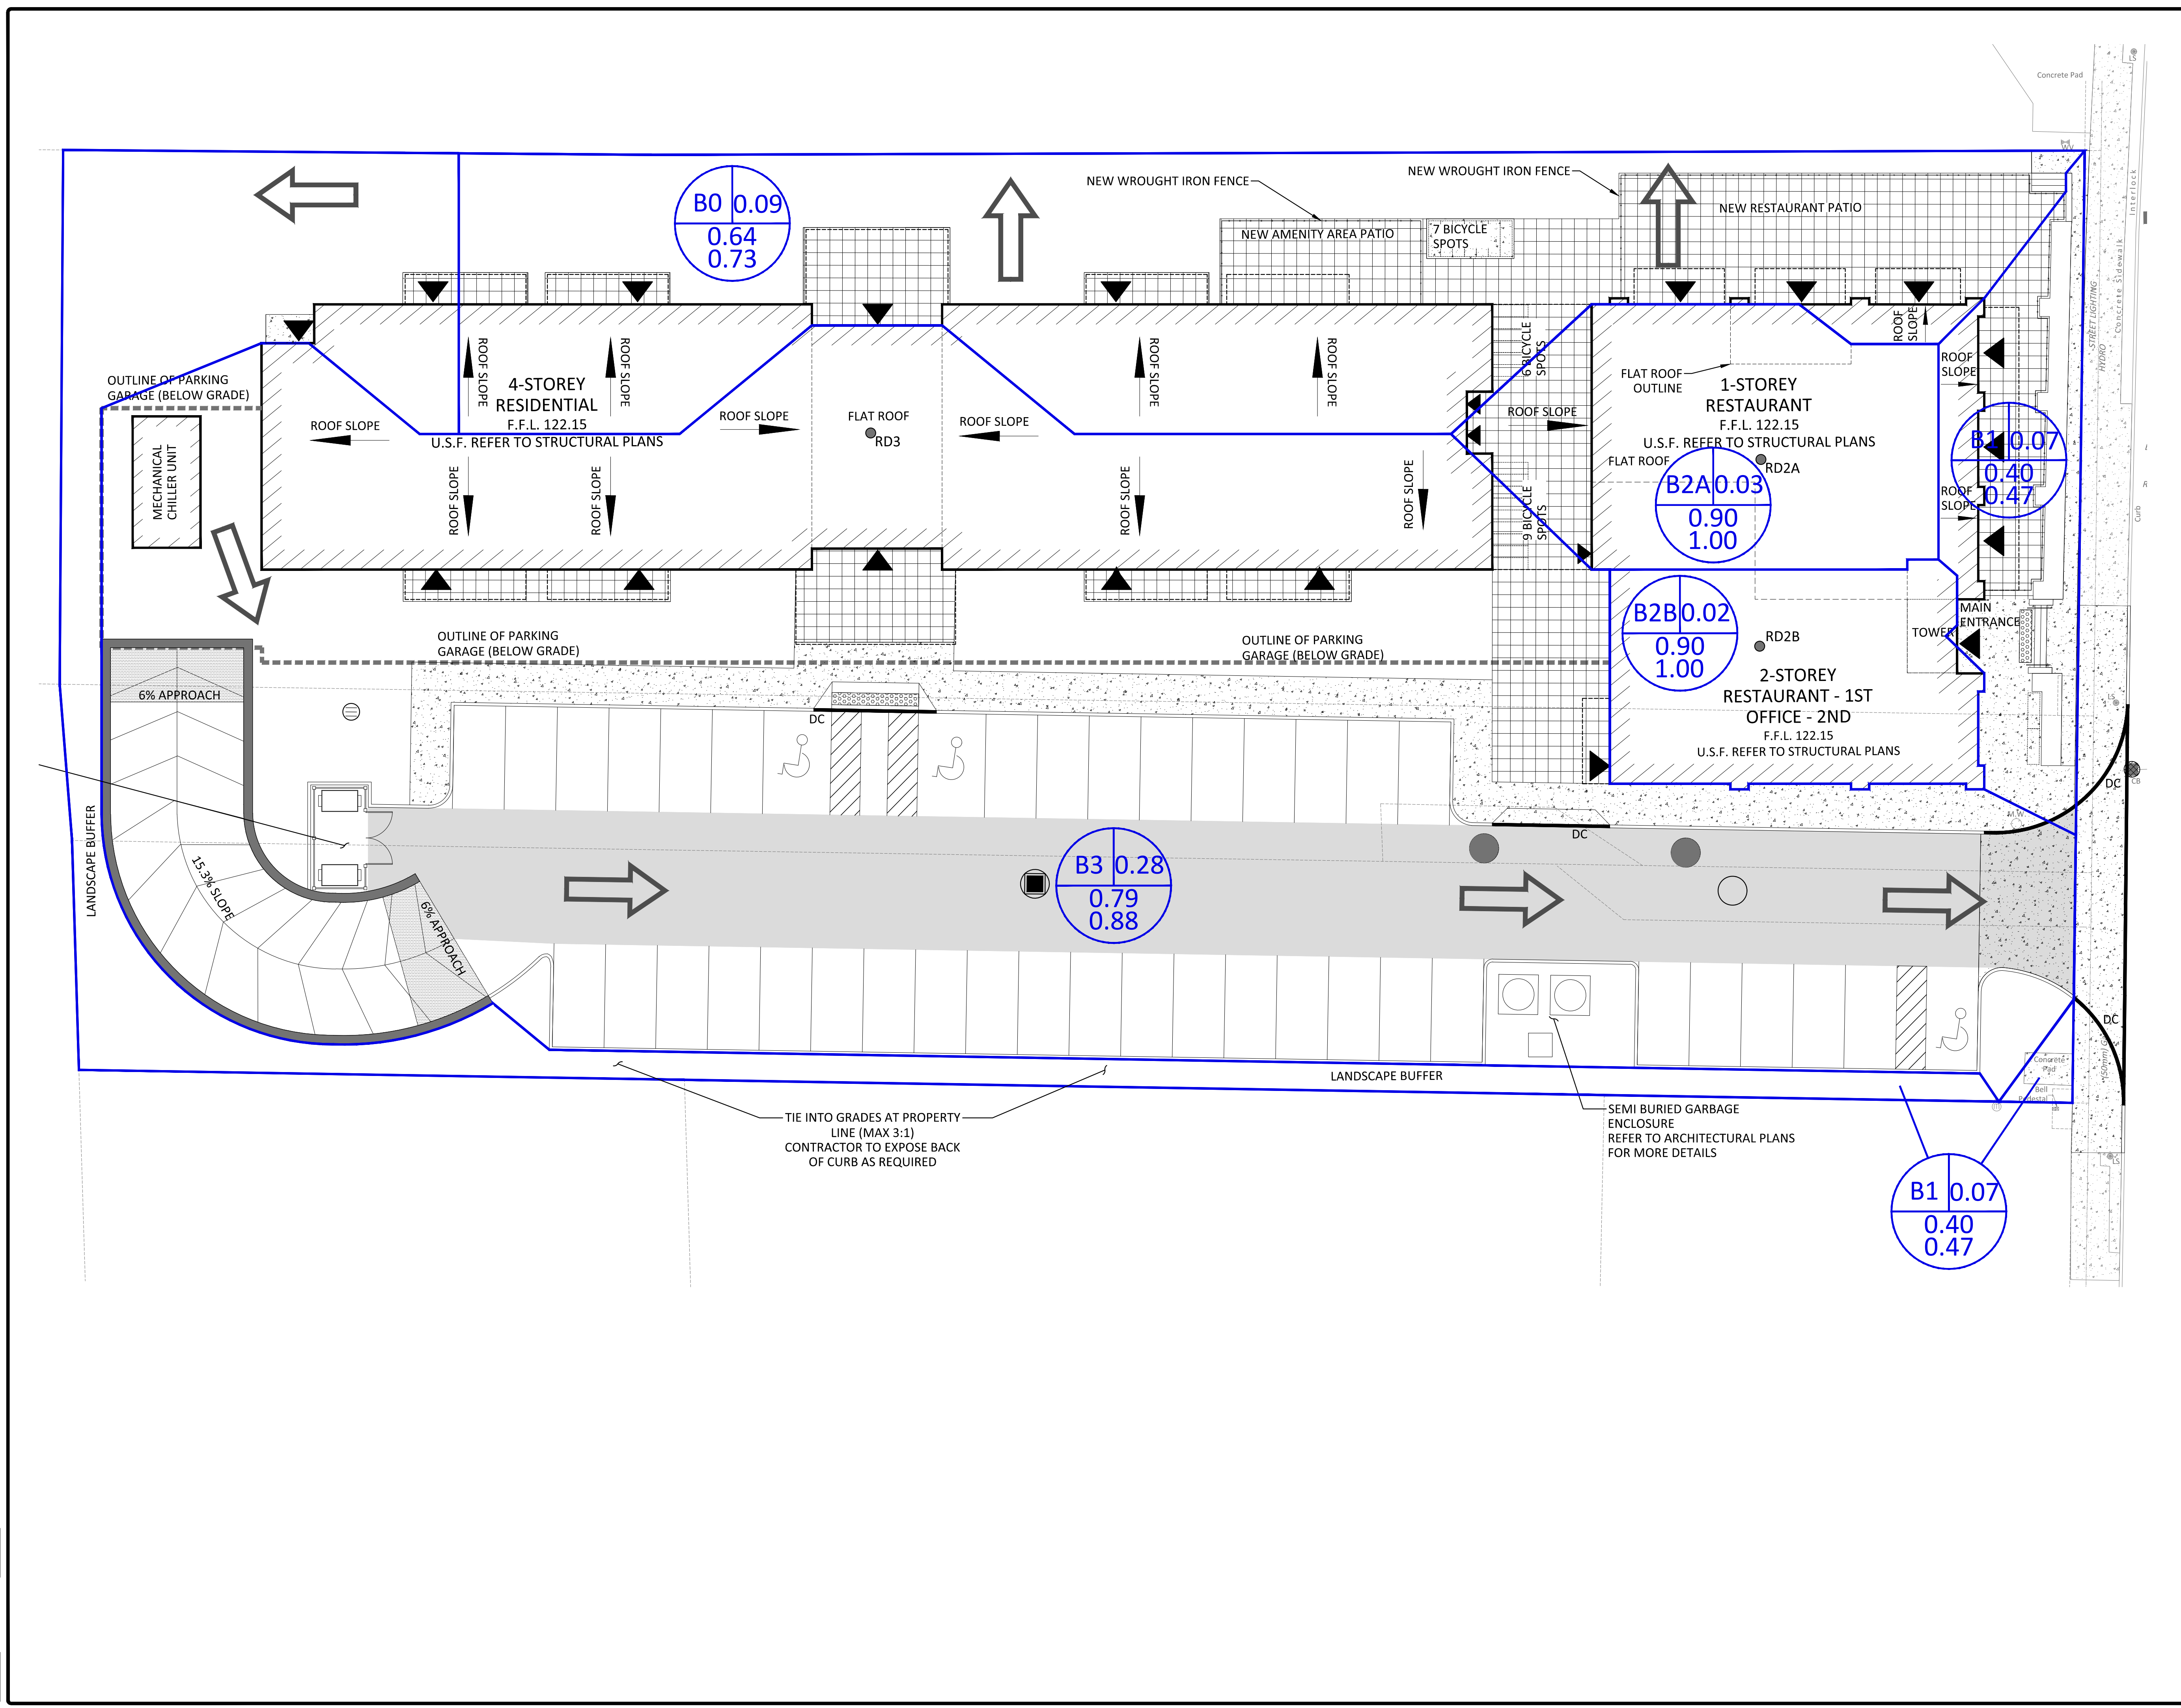 Concrete Pad
LS
WV
Interlock
NEW WROUGHT IRON FENCE
NEW WROUGHT IRON FENCE
B0 0.09
0.64
0.73
NEW RESTAURANT PATIO
NEW AMENITY AREA PATIO
7 BICYCLE
SPOTS
Concrete Sidewalk
STREET LIGHTING
HYDRO
ROOF SLOPE
ROOF SLOPE
ROOF SLOPE
ROOF SLOPE
6 BICYCLE
SPOTS
ROOF
SLOPE
ROOF
SLOPE
OUTLINE OF PARKING
GARAGE (BELOW GRADE)
4-STOREY
RESIDENTIAL
F.F.L. 122.15
U.S.F. REFER TO STRUCTURAL PLANS
ROOF SLOPE
ROOF SLOPE
FLAT ROOF
RD3
ROOF SLOPE
ROOF SLOPE
FLAT ROOF
OUTLINE
1-STOREY
RESTAURANT
F.F.L. 122.15
U.S.F. REFER TO STRUCTURAL PLANS
FLAT ROOF
RD2A
B1 0.07
0.40
0.47
ROOF
SLOPE
B2A 0.03
0.90
1.00
MECHANICAL
CHILLER UNIT
ROOF SLOPE
ROOF SLOPE
ROOF SLOPE
ROOF SLOPE
9 BICYCLE
SPOTS
Curb
B2B 0.02
0.90
1.00
MAIN
ENTRANCE
TOWER
RD2B
OUTLINE OF PARKING
GARAGE (BELOW GRADE)
OUTLINE OF PARKING
GARAGE (BELOW GRADE)
2-STOREY
RESTAURANT - 1ST
OFFICE - 2ND
F.F.L. 122.15
U.S.F. REFER TO STRUCTURAL PLANS
6% APPROACH
LS
DC
DC
CB
M.W.
DC
LANDSCAPE BUFFER
15.3% SLOPE
6% APPROACH
B3 0.28
0.79
0.88
DC
Concrete
Pad
Bell
Pedestal
LANDSCAPE BUFFER
TIE INTO GRADES AT PROPERTY
LINE (MAX 3:1)
CONTRACTOR TO EXPOSE BACK
OF CURB AS REQUIRED
SEMI BURIED GARBAGE
ENCLOSURE
REFER TO ARCHITECTURAL PLANS
FOR MORE DETAILS
LS
B1 0.07
0.40
0.47